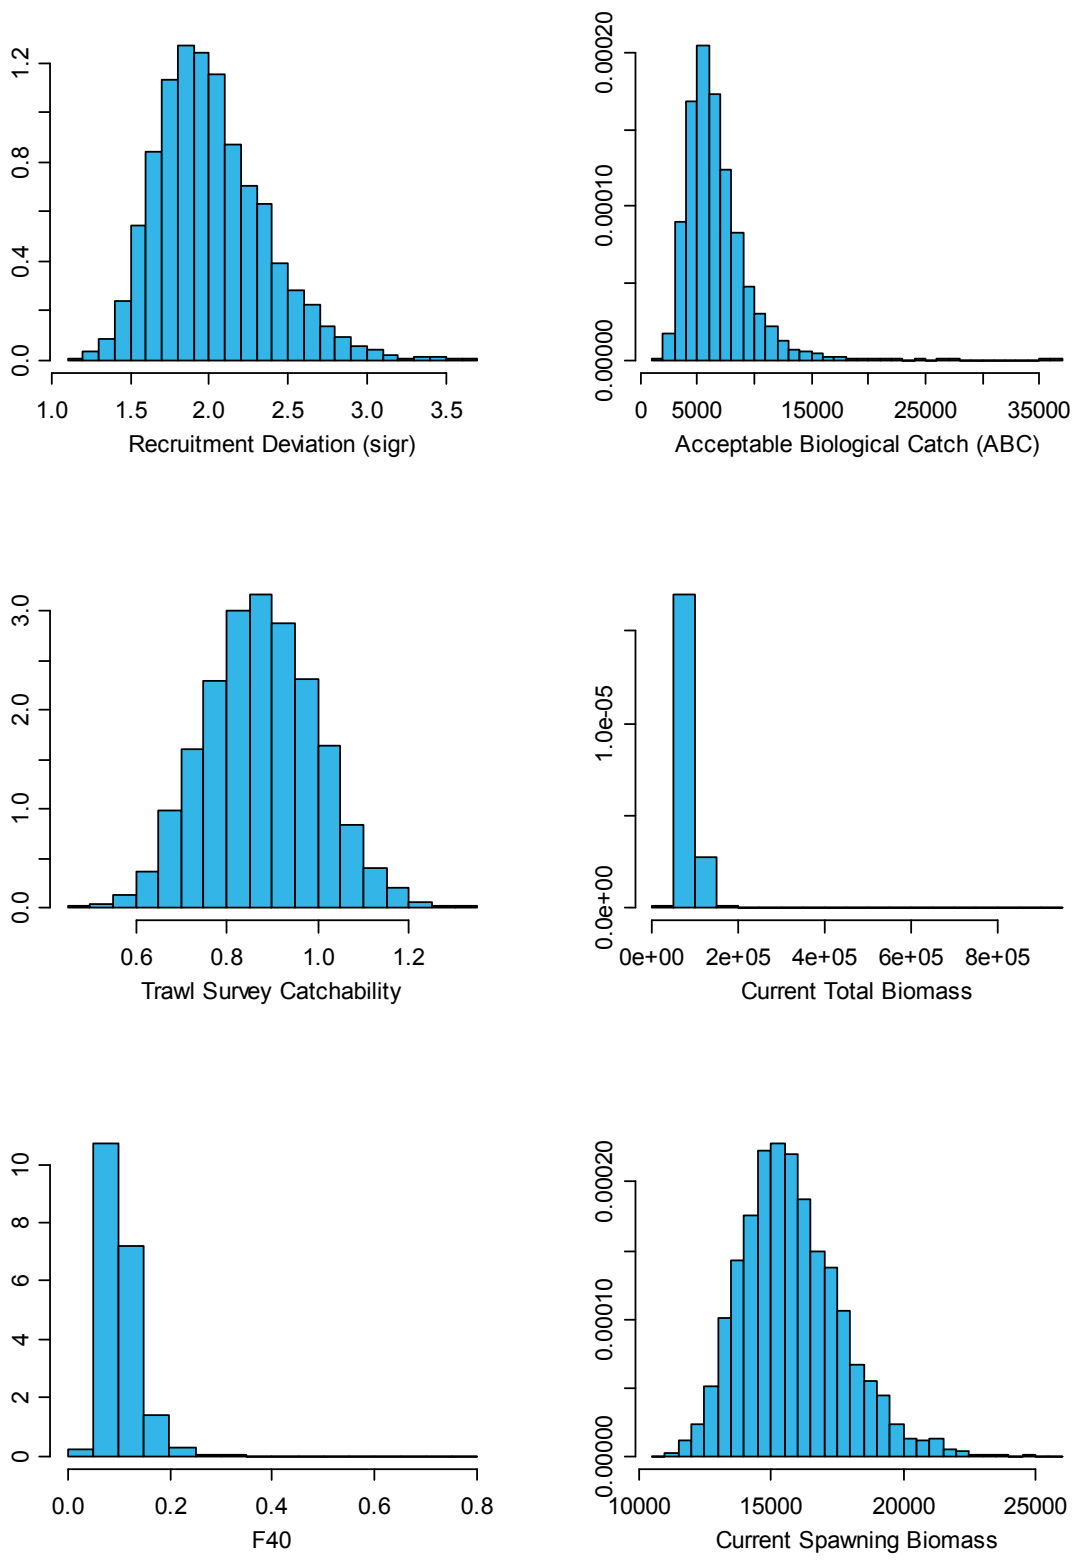 0.0 0.4 0.8 1.2
1.0 1.5 2.0 2.5 3.0 3.5
Recruitment Deviation (sigr)
0.00000 0.00010 0.00020
0 5000 15000 25000 35000
Acceptable Biological Catch (ABC)
0.0 1.0 2.0 3.0
0.6 0.8 1.0 1.2
Trawl Survey Catchability
0.0e+00 1.0e-05
0e+00 2e+05 4e+05 6e+05 8e+05
Current Total Biomass
0 2 4 6 8 10
0.0 0.2 0.4 0.6 0.8
F40
0.00000 0.00010 0.00020
10000 15000 20000 25000
Current Spawning Biomass